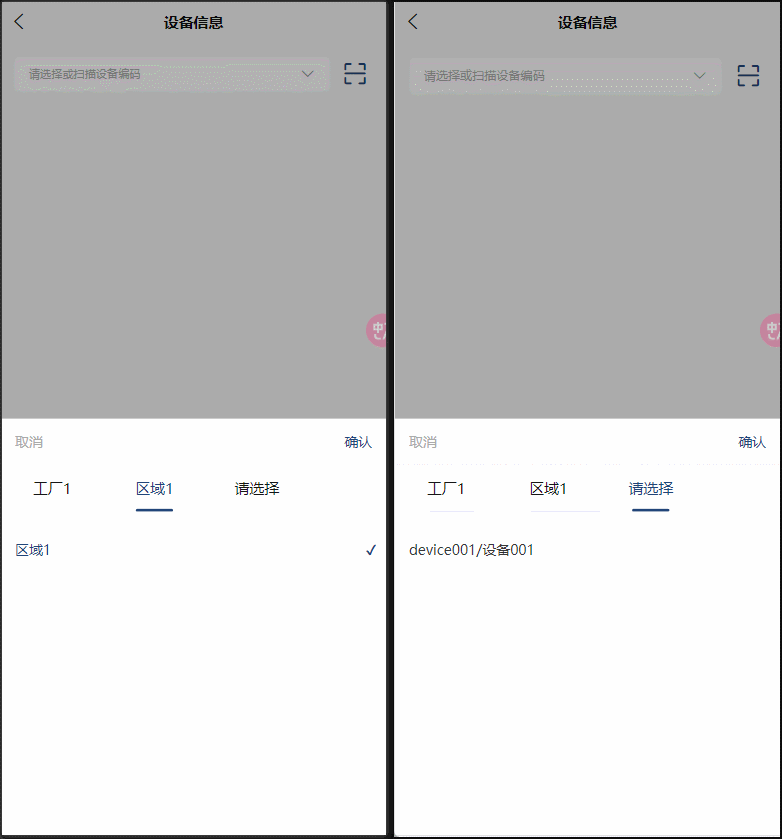 设备信息
请选择或扫描设备编码
取消
确认
工厂1
区域1
请选择
区域1
设备信息
请选择或扫描设备编码
取消
确认
工厂1
区域1
请选择
device001/设备001